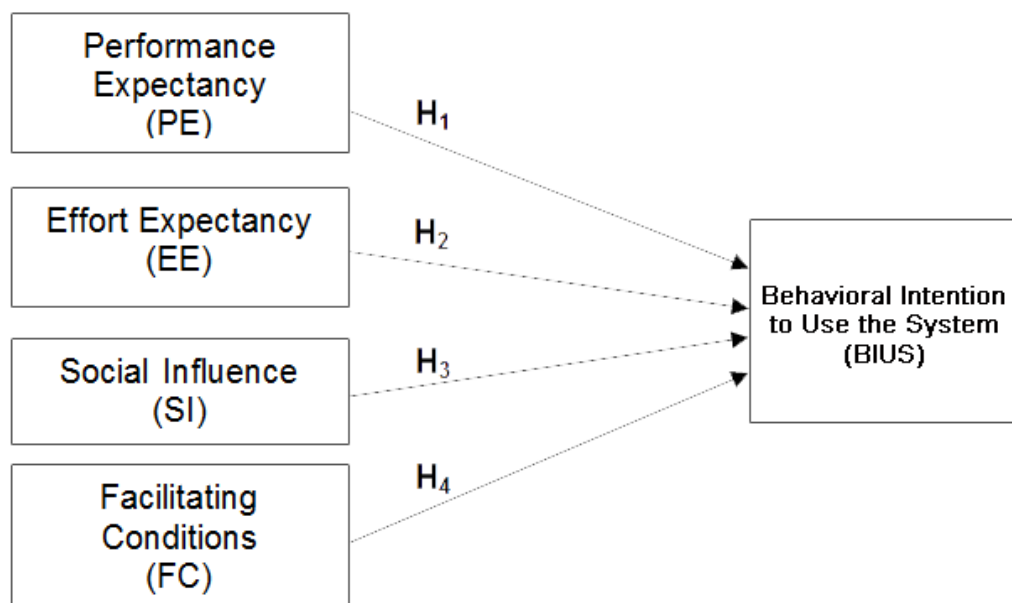 Performance
Expectancy
(PE)
H₁
Effort Expectancy
(EE)
H₂
Social Influence
(SI)
H₃
Facilitating
Conditions
(FC)
H₄
Behavioral Intention
to Use the System
(BIUS)